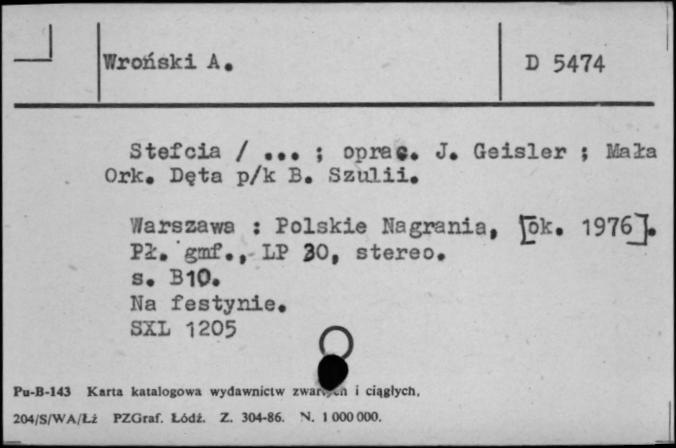 Wroński A.
D 5474
Stefcia / ... ; oprac. J. Geisler ; Mała
Ork. Dęta p/k B. Szulii.
Warszawa : Polskie Nagrania, [ok. 1976].
Pł. gmf., LP 30, stereo.
s. B10.
Na festynie.
SXL 1205
Pu-B-143 Karta katalogowa wydawnictw zwartych i ciągłych,
204/S/WA/Łż PZGraf. Łódź. Z. 304-86. N. 1 000 000.